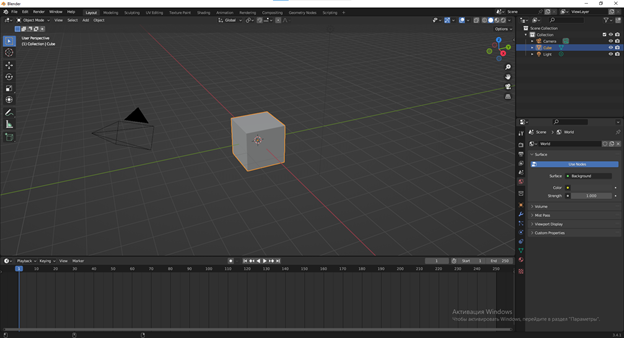 Blender
File Edit Render Window Help Layout Modeling Sculpting UV Editing Texture Paint Shading Animation Rendering Compositing Geometry Nodes Scripting + Scene ViewLayer
Object Mode View Select Add Object Global
Options
User Perspective
(1) Collection | Cube
Scene Collection
Collection
Camera
Cube
Light
Scene > World
World
Surface
Use Nodes
Surface Background
Color
Strength 1.000
Volume
Mist Pass
Viewport Display
Custom Properties
Playback Keying View Marker 1 Start 1 End 250
1 10 20 30 40 50 60 70 80 90 100 110 120 130 140 150 160 170 180 190 200 210 220 230 240 250
Активация Windows
Чтобы активировать Windows, перейдите в раздел "Параметры".